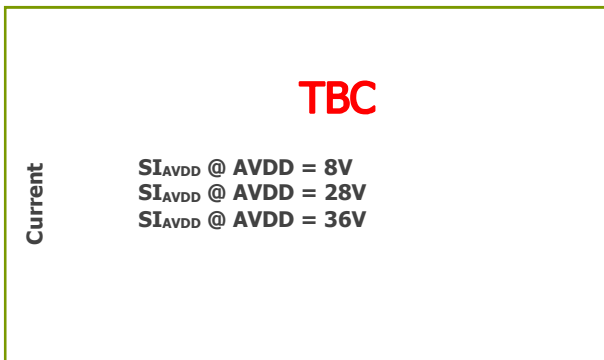 TBC
SIAVDD @ AVDD = 8V
SIAVDD @ AVDD = 28V
SIAVDD @ AVDD = 36V
Current